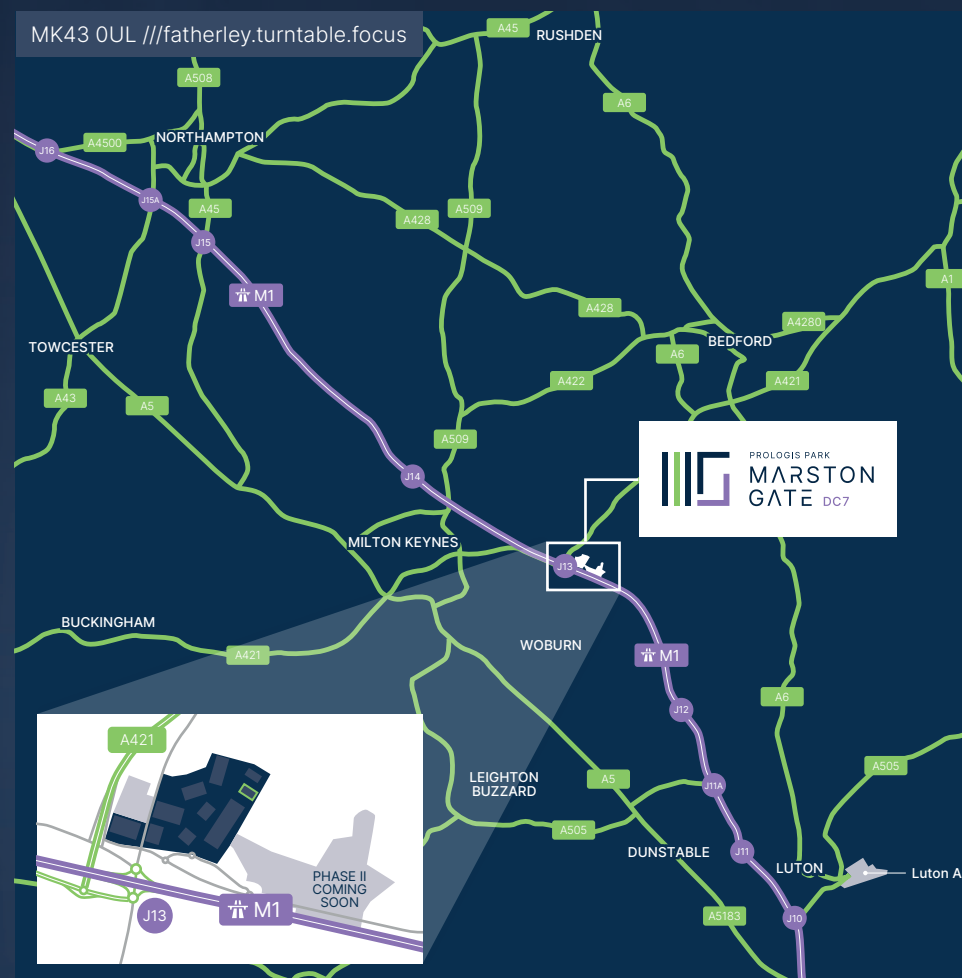 MK43 0UL ///fatherley.turntable.focus
A45
RUSHDEN
A508
A6
A4500
NORTHAMPTON
J16
J15A
A45
A509
A428
J15
A1
M1
A428
A4280
TOWCESTER
BEDFORD
A6
A422
A421
A43
A5
A509
PROLOGIS PARK
MARSTON
GATE DC7
J14
MILTON KEYNES
J13
BUCKINGHAM
WOBURN
A421
M1
A6
J12
A421
A505
LEIGHTON
BUZZARD
A5
J11A
A505
DUNSTABLE
J11
LUTON
Luton A
PHASE II
COMING
SOON
M1
J13
A5183
J10